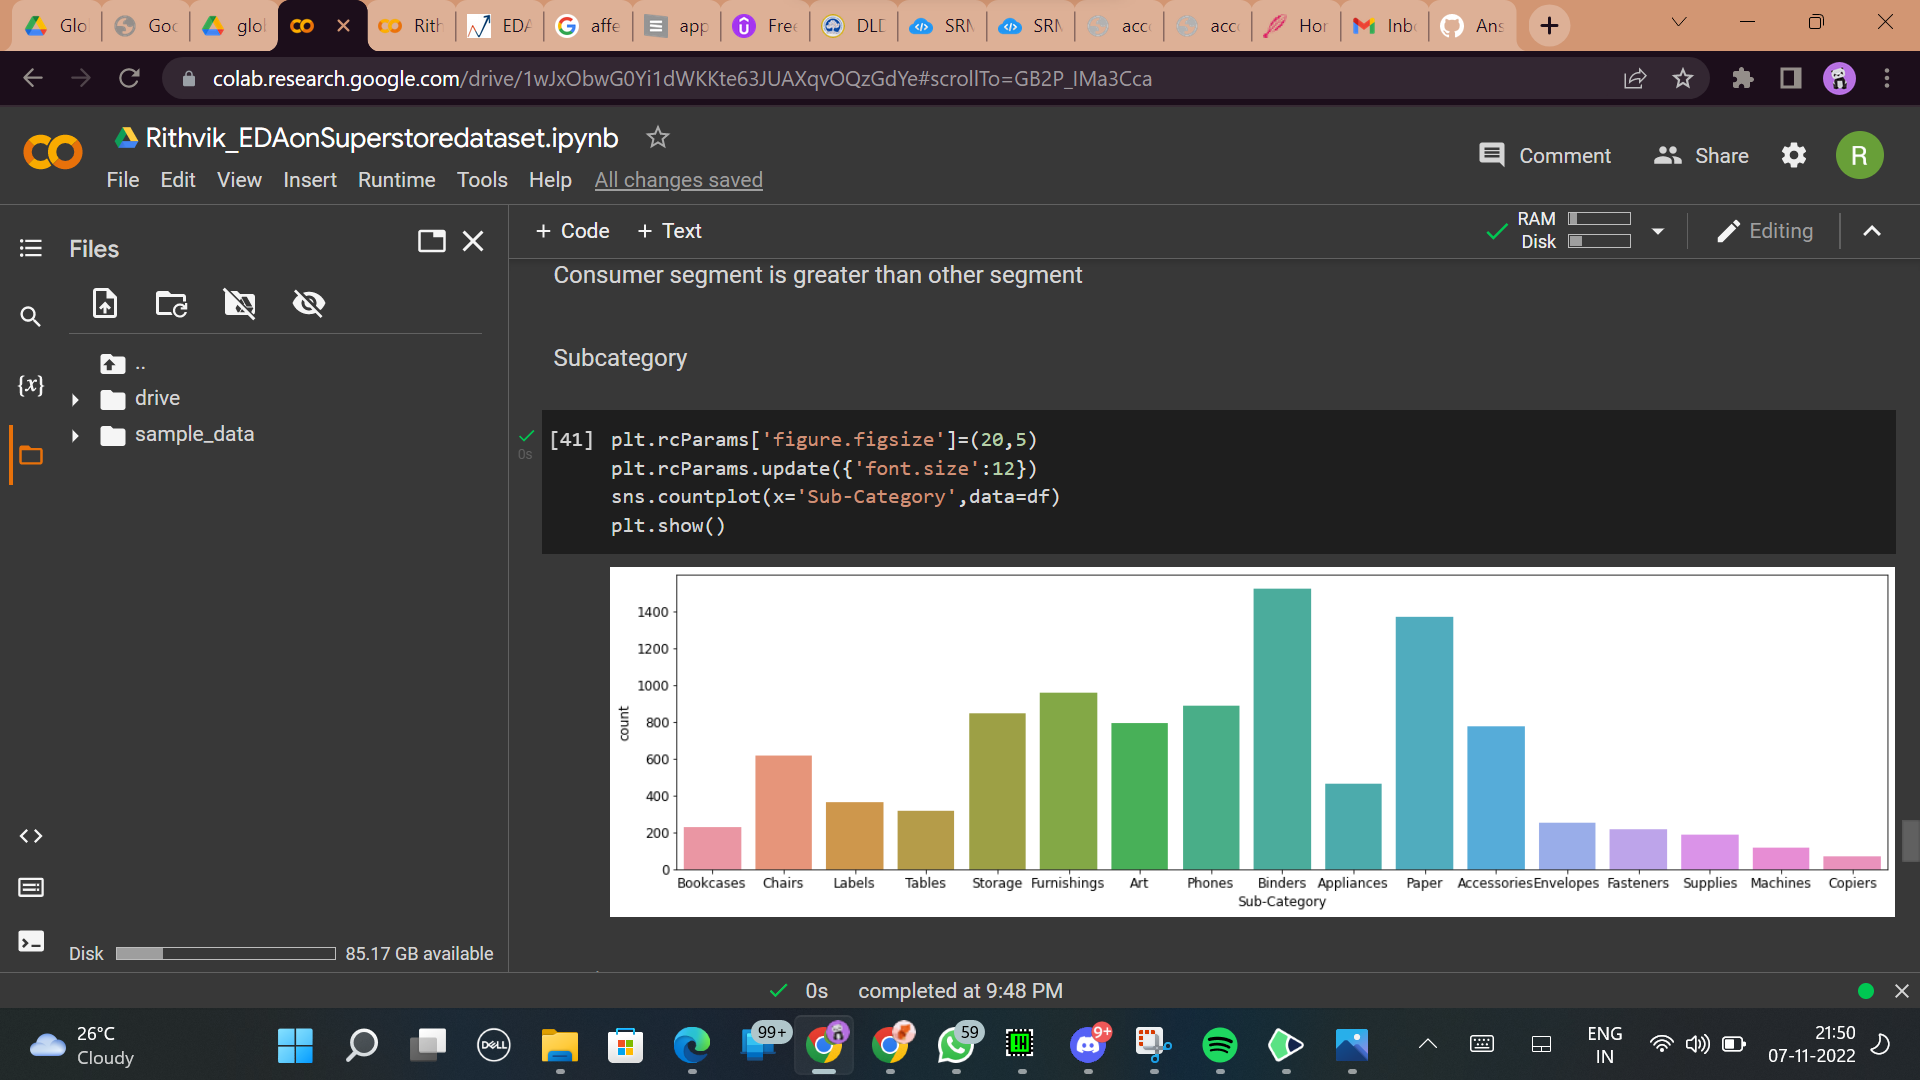 Glo
Goo
glol
Rith
EDA
affe
app
Free
DLD
SRM
SRM
acc
acc
Hor
Inb
Ans
colab.research.google.com/drive/1wJxObwG0Yi1dWKKte63JUAXqvOQzGdYe#scrollTo=GB2P_IMa3Cca
Rithvik_EDAonSuperstoredataset.ipynb
Comment
Share
R
File Edit View Insert Runtime Tools Help All changes saved
Files
+ Code + Text
RAM
Disk
Editing
Consumer segment is greater than other segment
..
drive
sample_data
{x}
Subcategory
0s
[41] plt.rcParams['figure.figsize']=(20,5)
plt.rcParams.update({'font.size':12})
sns.countplot(x='Sub-Category',data=df)
plt.show()
1400
1200
1000
800
600
400
200
0
count
Bookcases Chairs Labels Tables Storage Furnishings Art Phones Binders Appliances Paper Accessories Envelopes Fasteners Supplies Machines Copiers
Sub-Category
Disk 85.17 GB available
0s completed at 9:48 PM
26°C
Cloudy
DELL
99+
59
9+
ENG
IN
21:50
07-11-2022